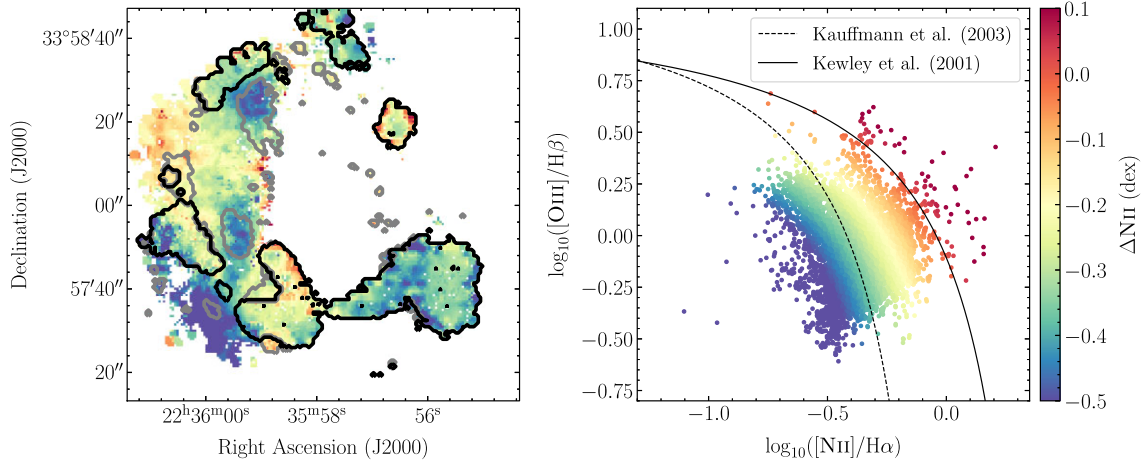 33°58′40″
20″
00″
57′40″
20″
Declination (J2000)
22ʰ36ᵐ00ˢ
35ᵐ58ˢ
56ˢ
Right Ascension (J2000)
1.00
0.75
0.50
0.25
0.00
−0.25
−0.50
−0.75
log₁₀([OIII]/Hβ)
Kauffmann et al. (2003)
Kewley et al. (2001)
−1.0
−0.5
0.0
log₁₀([NII]/Hα)
0.1
0.0
−0.1
−0.2
−0.3
−0.4
−0.5
ΔNII (dex)